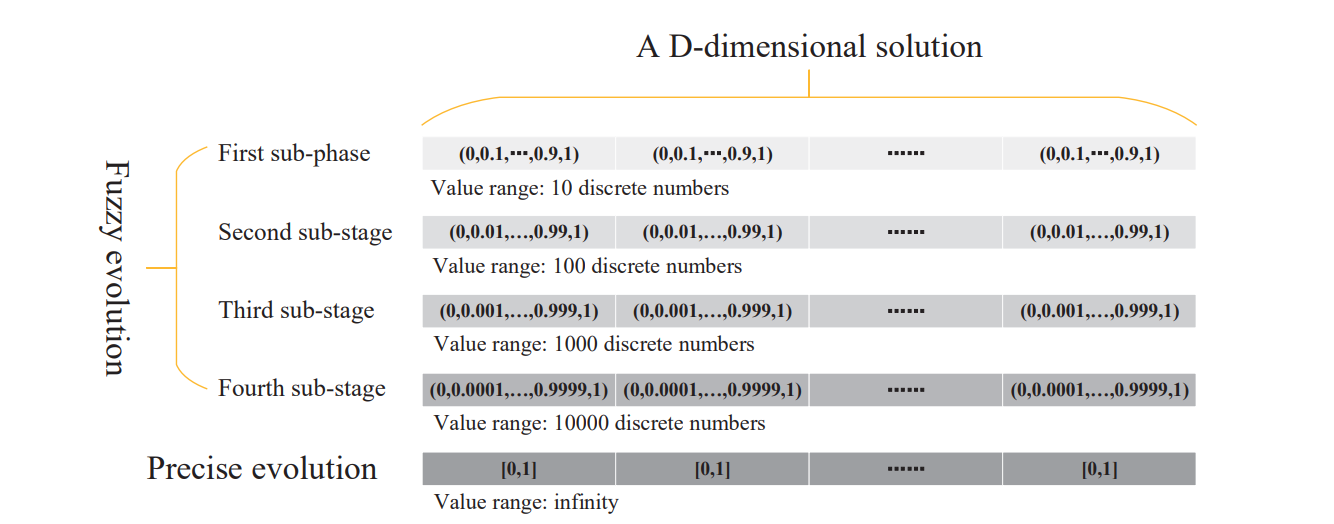 A D-dimensional solution
Fuzzy evolution
First sub-phase (0,0.1,⋯,0.9,1) (0,0.1,⋯,0.9,1) ⋯⋯ (0,0.1,⋯,0.9,1)
Value range: 10 discrete numbers
Second sub-stage (0,0.01,…,0.99,1) (0,0.01,…,0.99,1) ⋯⋯ (0,0.01,…,0.99,1)
Value range: 100 discrete numbers
Third sub-stage (0,0.001,…,0.999,1) (0,0.001,…,0.999,1) ⋯⋯ (0,0.001,…,0.999,1)
Value range: 1000 discrete numbers
Fourth sub-stage (0,0.0001,…,0.9999,1) (0,0.0001,…,0.9999,1) ⋯⋯ (0,0.0001,…,0.9999,1)
Value range: 10000 discrete numbers
Precise evolution [0,1] [0,1] ⋯⋯ [0,1]
Value range: infinity